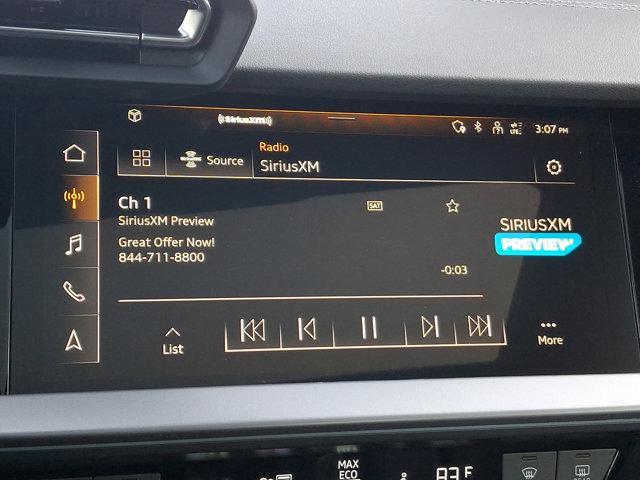 ((SiriusXM))
LTE
3:07 PM
Radio
Source
SiriusXM
Ch 1
SAT
SiriusXM Preview
Great Offer Now!
844-711-8800
SIRIUSXM
PREVIEW
-0:03
List
More
MAX
ECO